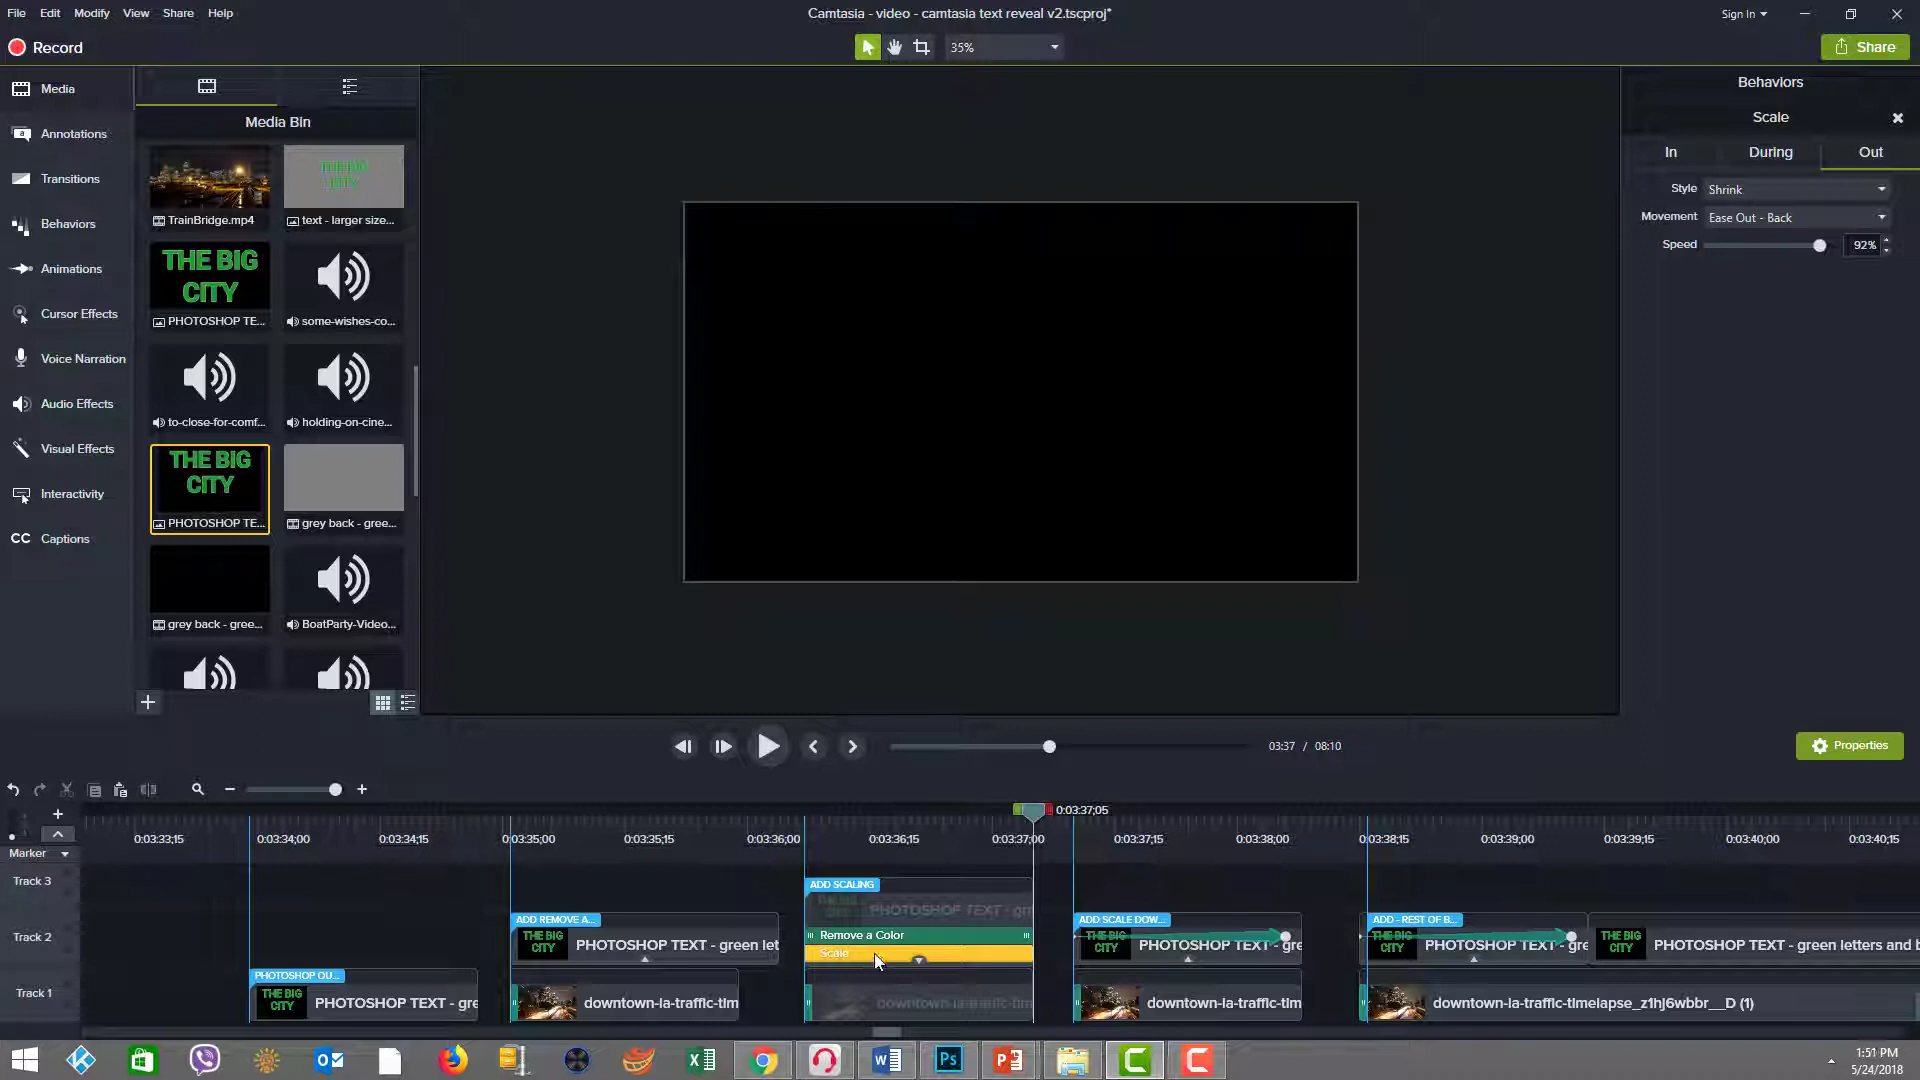 File Edit Modify View Share Help
Camtasia - video - camtasia text reveal v2.tscproj*
Sign In
Record
35%
Share
Media
Annotations
Transitions
Behaviors
Animations
Cursor Effects
Voice Narration
Audio Effects
Visual Effects
Interactivity
CC Captions
Media Bin
THE BIG
CITY
TrainBridge.mp4
text - larger size...
THE BIG
CITY
PHOTOSHOP TE...
some-wishes-co...
to-close-for-comf...
holding-on-cine...
THE BIG
CITY
PHOTOSHOP TE...
grey back - gree...
grey back - gree...
BoatParty-Video...
Behaviors
Scale
In During Out
Style Shrink
Movement Ease Out - Back
Speed 92%
03:37 / 08:10
Properties
0:03:37;05
0:03:33;15 0:03:34;00 0:03:34;15 0:03:35;00 0:03:35;15 0:03:36;00 0:03:36;15 0:03:37;00 0:03:37;15 0:03:38;00 0:03:38;15 0:03:39;00 0:03:39;15 0:03:40;00 0:03:40;15
Marker
Track 3
ADD SCALING
PHOTOSHOP TEXT - gre
Track 2
ADD REMOVE A...
THE BIG
CITY
PHOTOSHOP TEXT - green let
Remove a Color
Scale
ADD SCALE DOW...
THE BIG
CITY
PHOTOSHOP TEXT - gre
ADD - REST OF B...
THE BIG
CITY
PHOTOSHOP TEXT - gre
THE BIG
CITY
PHOTOSHOP TEXT - green letters and b
Track 1
PHOTOSHOP OU...
THE BIG
CITY
PHOTOSHOP TEXT - gre
downtown-la-traffic-tim
downtown-la-traffic-tim
downtown-la-traffic-tim
downtown-la-traffic-timelapse_z1hj6wbbr__D (1)
Ps
1:51 PM
5/24/2018